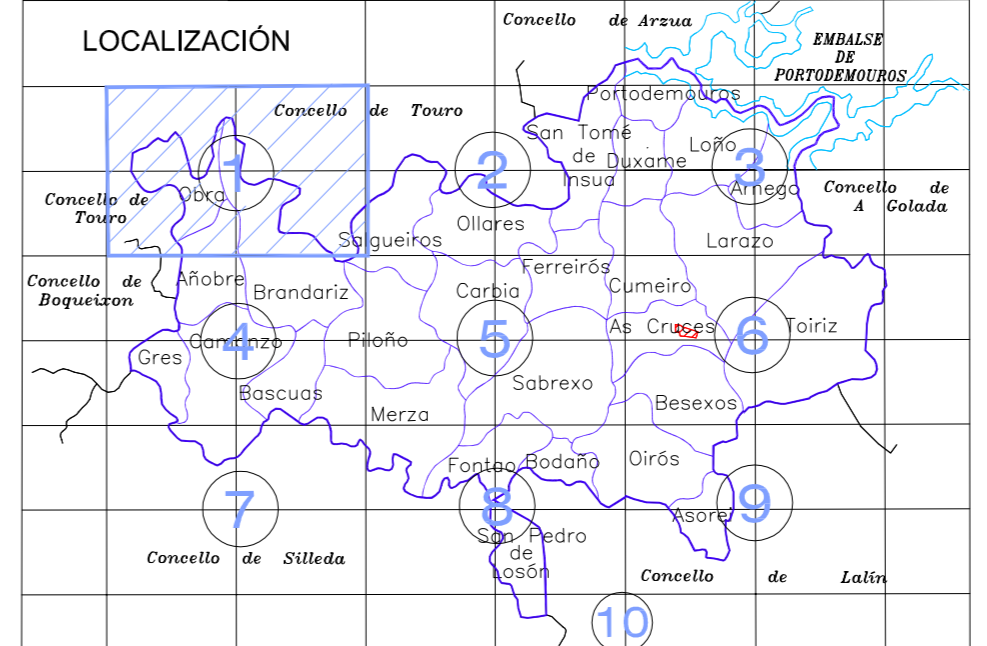 Concello de Arzua
LOCALIZACIÓN
EMBALSE
DE
PORTODEMOUROS
Portodemouros
Concello de Touro
San Tomé
de
Insua
Duxame
Loño
1
2
3
Obra
Arnego
Concello de
Touro
Concello de
A Golada
Ollares
Salgueiros
Larazo
Ferreirós
Concello de
Boqueixon
Añobre
Brandariz
Carbia
Cumeiro
As Cruces
Toiriz
4
5
6
Camanzo
Piloño
Gres
Sabrexo
Bascuas
Merza
Besexos
Fontao
Bodaño
Oirós
7
8
9
Asorei
San Pedro
de
Losón
Concello de Silleda
Concello de Lalín
10